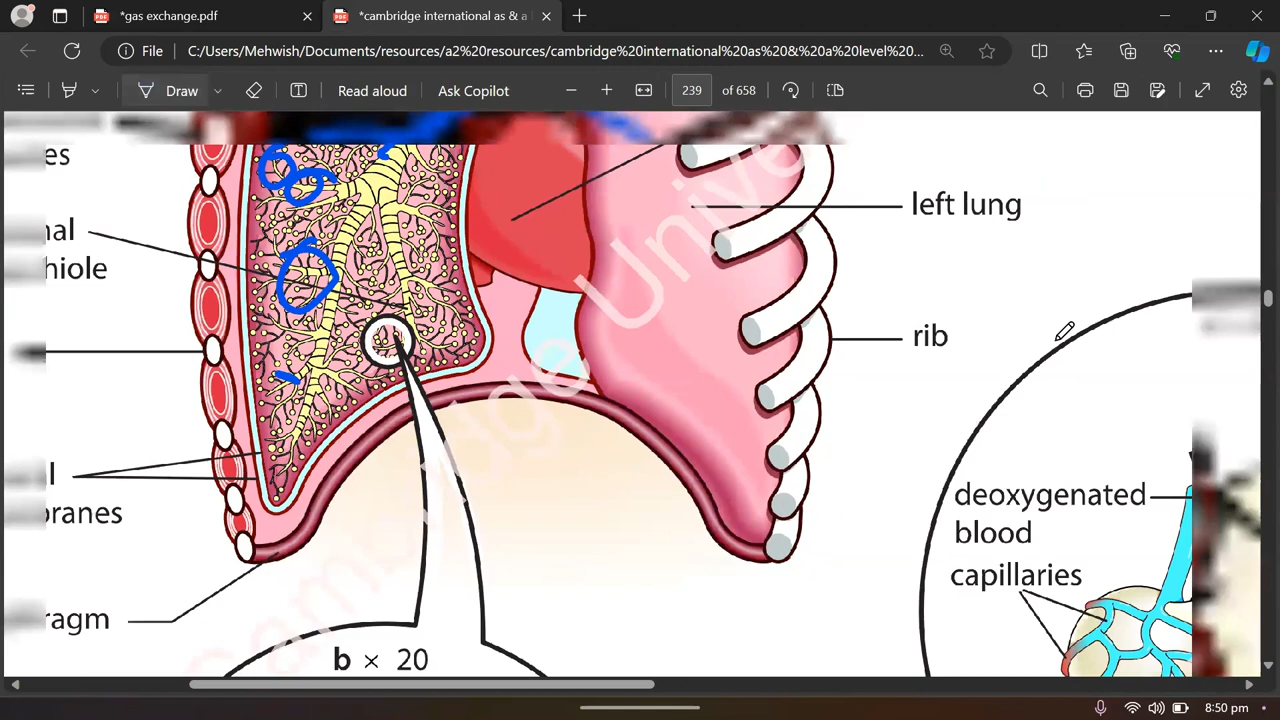 *gas exchange.pdf
*cambridge international as & a
File
C:/Users/Mehwish/Documents/resources/a2%20resources/cambridge%20international%20as%20&%20a%20level%20...
Draw
Read aloud
Ask Copilot
239 of 658
es
left lung
nal
hiole
rib
l
branes
deoxygenated
blood
capillaries
ragm
b × 20
Cambridge Unive
8:50 pm